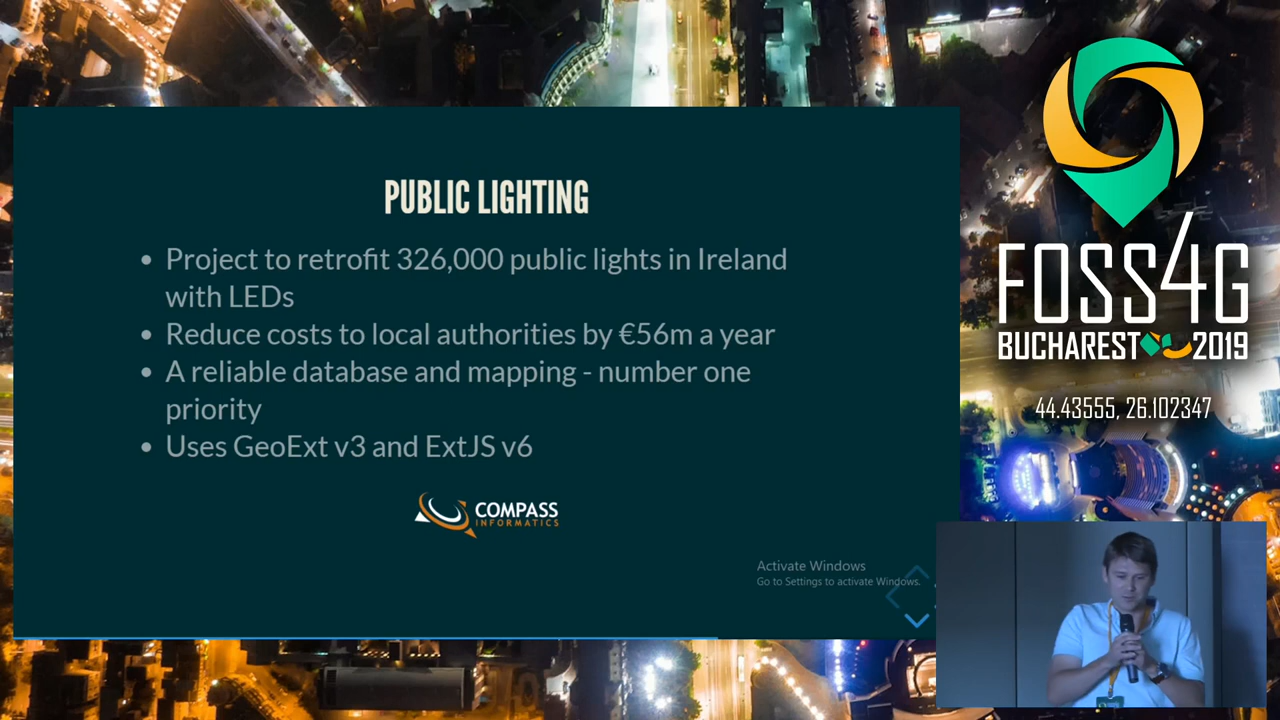 PUBLIC LIGHTING
• Project to retrofit 326,000 public lights in Ireland
with LEDs
• Reduce costs to local authorities by €56m a year
• A reliable database and mapping - number one
priority
• Uses GeoExt v3 and ExtJS v6
COMPASS
INFORMATICS
Activate Windows
Go to Settings to activate Windows.
FOSS4G
BUCHAREST 2019
44.43555, 26.102347